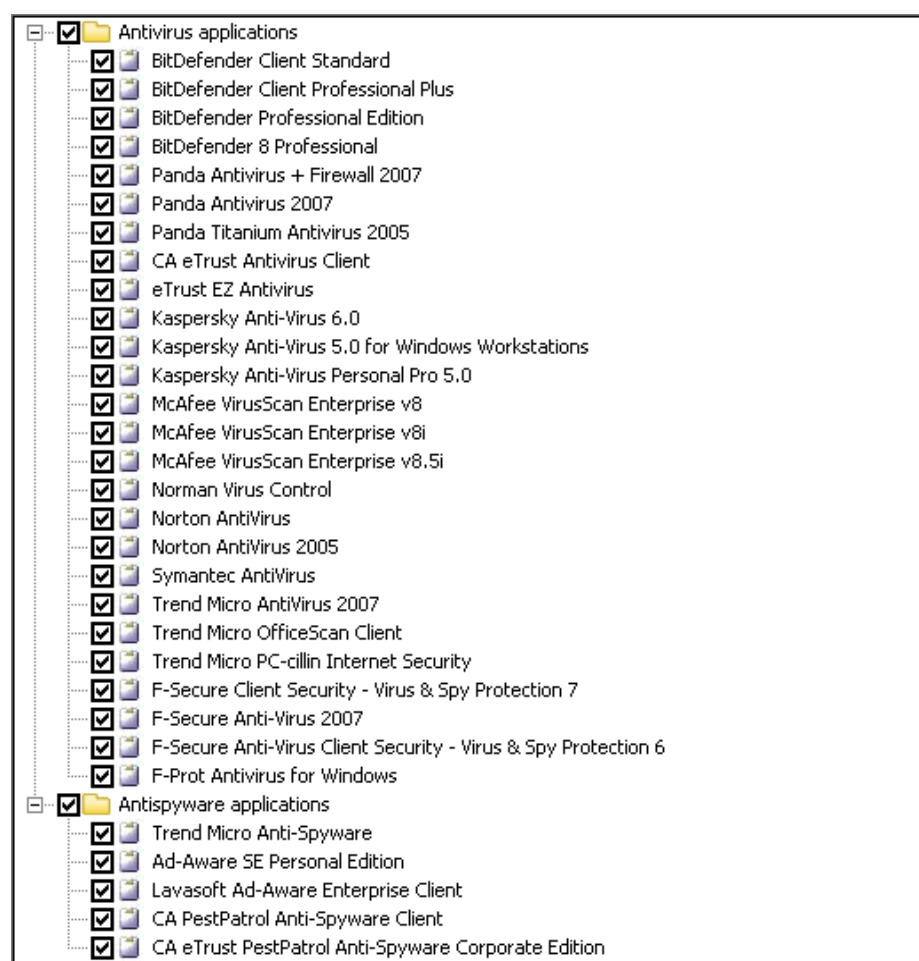 Antivirus applications
BitDefender Client Standard
BitDefender Client Professional Plus
BitDefender Professional Edition
BitDefender 8 Professional
Panda Antivirus + Firewall 2007
Panda Antivirus 2007
Panda Titanium Antivirus 2005
CA eTrust Antivirus Client
eTrust EZ Antivirus
Kaspersky Anti-Virus 6.0
Kaspersky Anti-Virus 5.0 for Windows Workstations
Kaspersky Anti-Virus Personal Pro 5.0
McAfee VirusScan Enterprise v8
McAfee VirusScan Enterprise v8i
McAfee VirusScan Enterprise v8.5i
Norman Virus Control
Norton AntiVirus
Norton AntiVirus 2005
Symantec AntiVirus
Trend Micro AntiVirus 2007
Trend Micro OfficeScan Client
Trend Micro PC-cillin Internet Security
F-Secure Client Security - Virus & Spy Protection 7
F-Secure Anti-Virus 2007
F-Secure Anti-Virus Client Security - Virus & Spy Protection 6
F-Prot Antivirus for Windows
Antispyware applications
Trend Micro Anti-Spyware
Ad-Aware SE Personal Edition
Lavasoft Ad-Aware Enterprise Client
CA PestPatrol Anti-Spyware Client
CA eTrust PestPatrol Anti-Spyware Corporate Edition